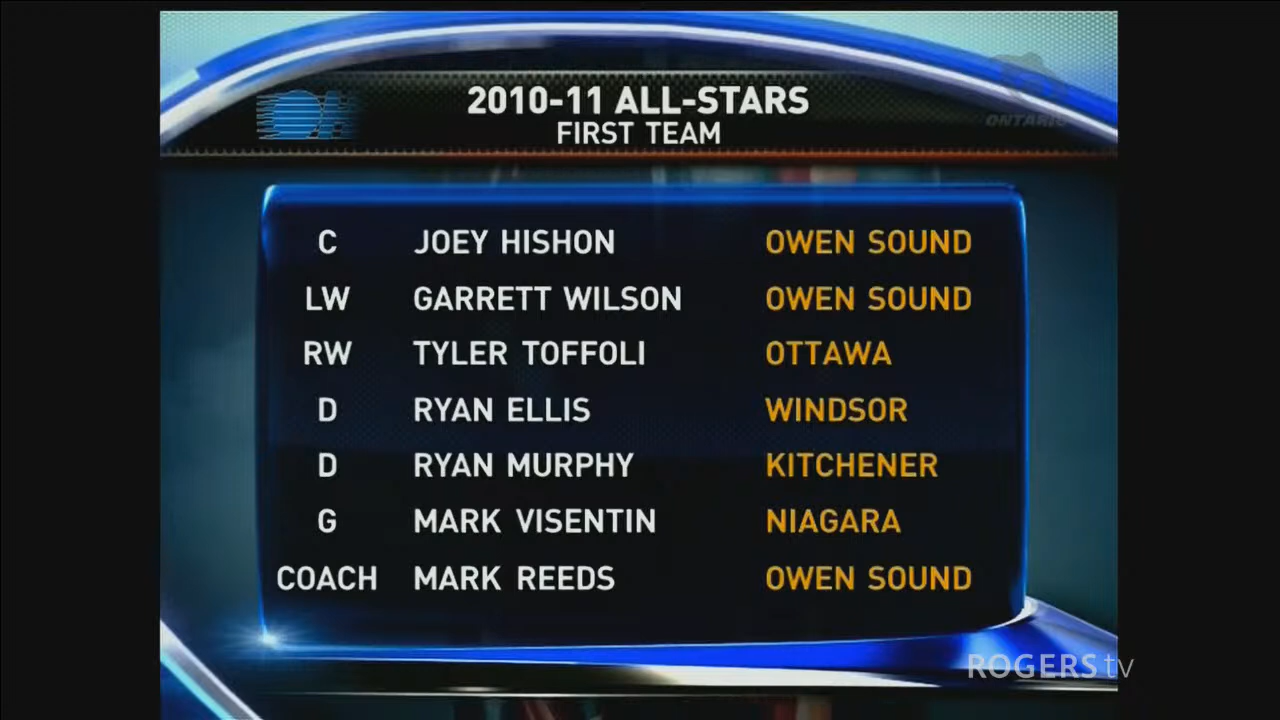 2010-11 ALL-STARS
FIRST TEAM
ONTARIO
C JOEY HISHON OWEN SOUND
LW GARRETT WILSON OWEN SOUND
RW TYLER TOFFOLI OTTAWA
D RYAN ELLIS WINDSOR
D RYAN MURPHY KITCHENER
G MARK VISENTIN NIAGARA
COACH MARK REEDS OWEN SOUND
ROGERS tv